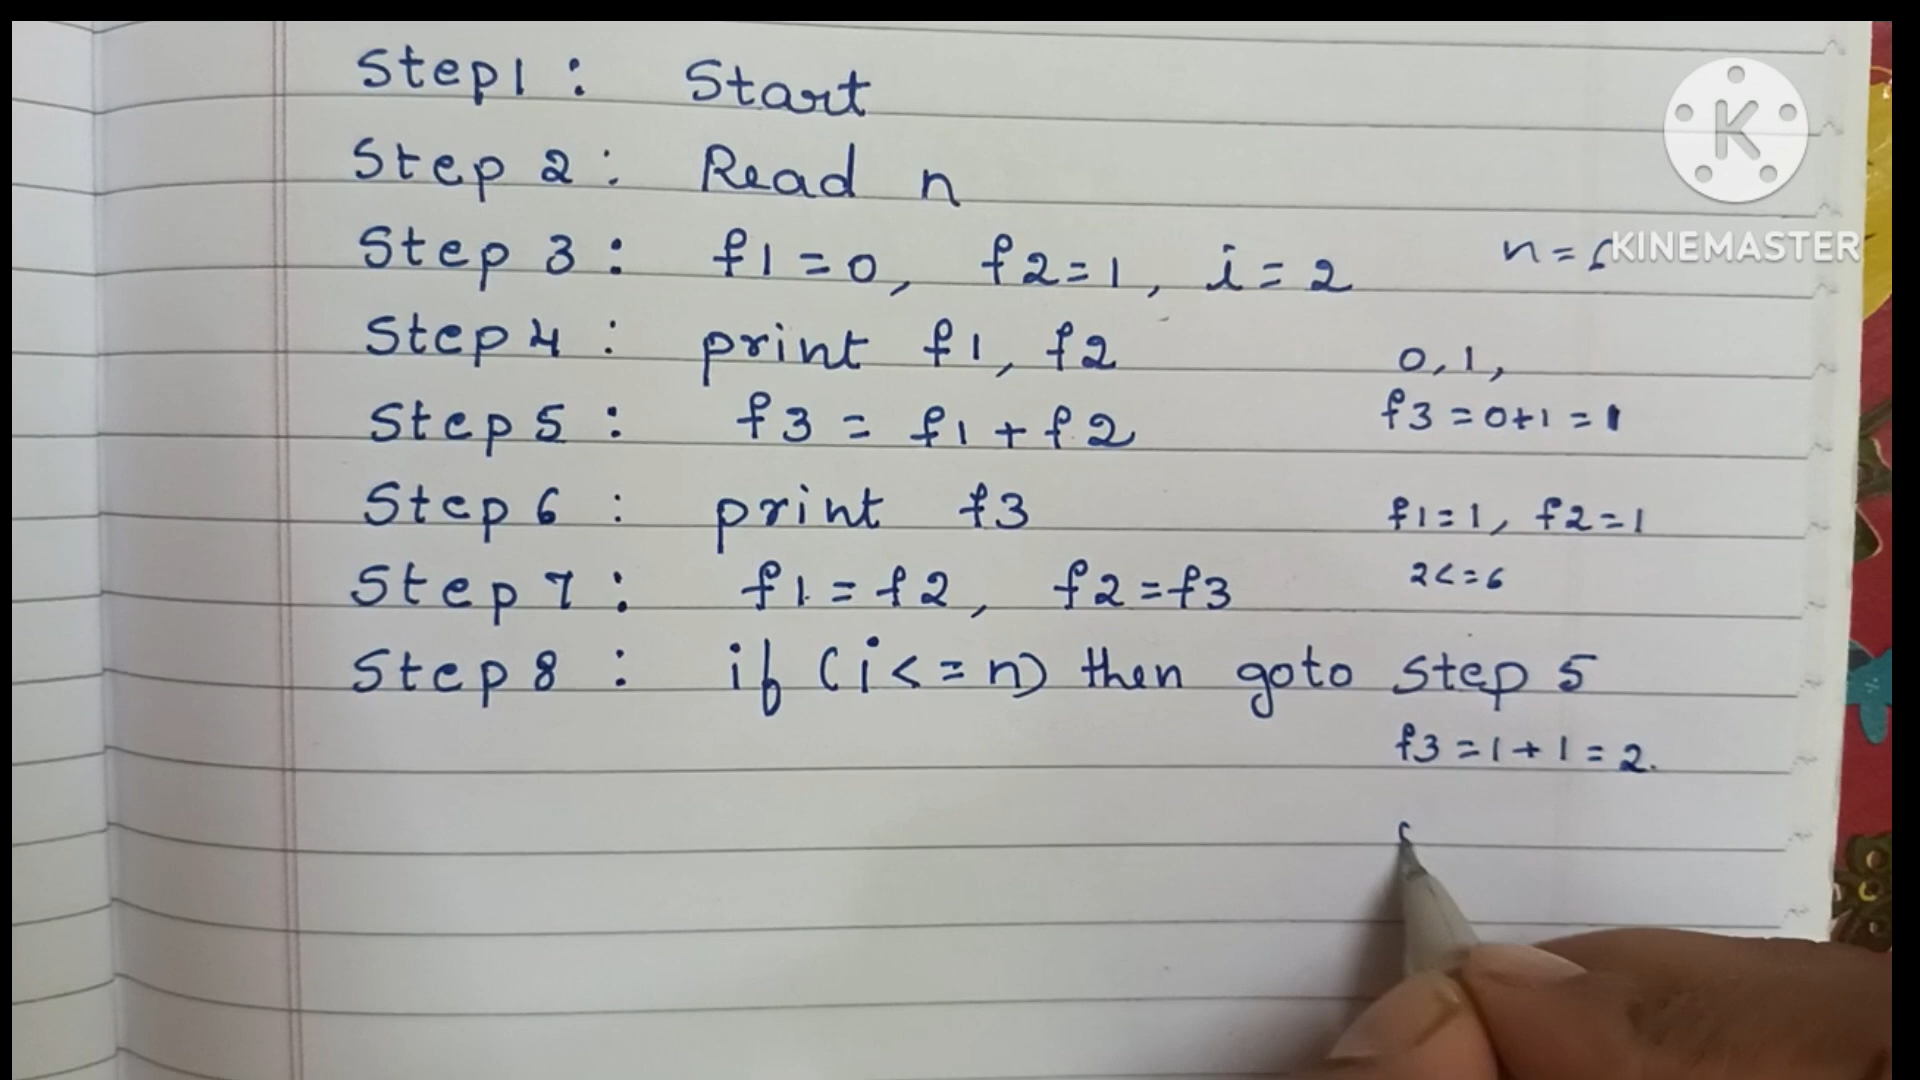 Step1 : Start
Step 2 : Read n
Step 3 : f1=0, f2=1, i=2
n=
K
KINEMASTER
Step 4 : print f1, f2
0, 1,
Step 5 : f3 = f1+f2
f3 = 0+1 = 1
Step 6 : print f3
f1=1, f2=1
Step 7 : f1=f2, f2=f3
2<=6
Step 8 : if (i<=n) then goto step 5
f3=1+1=2.